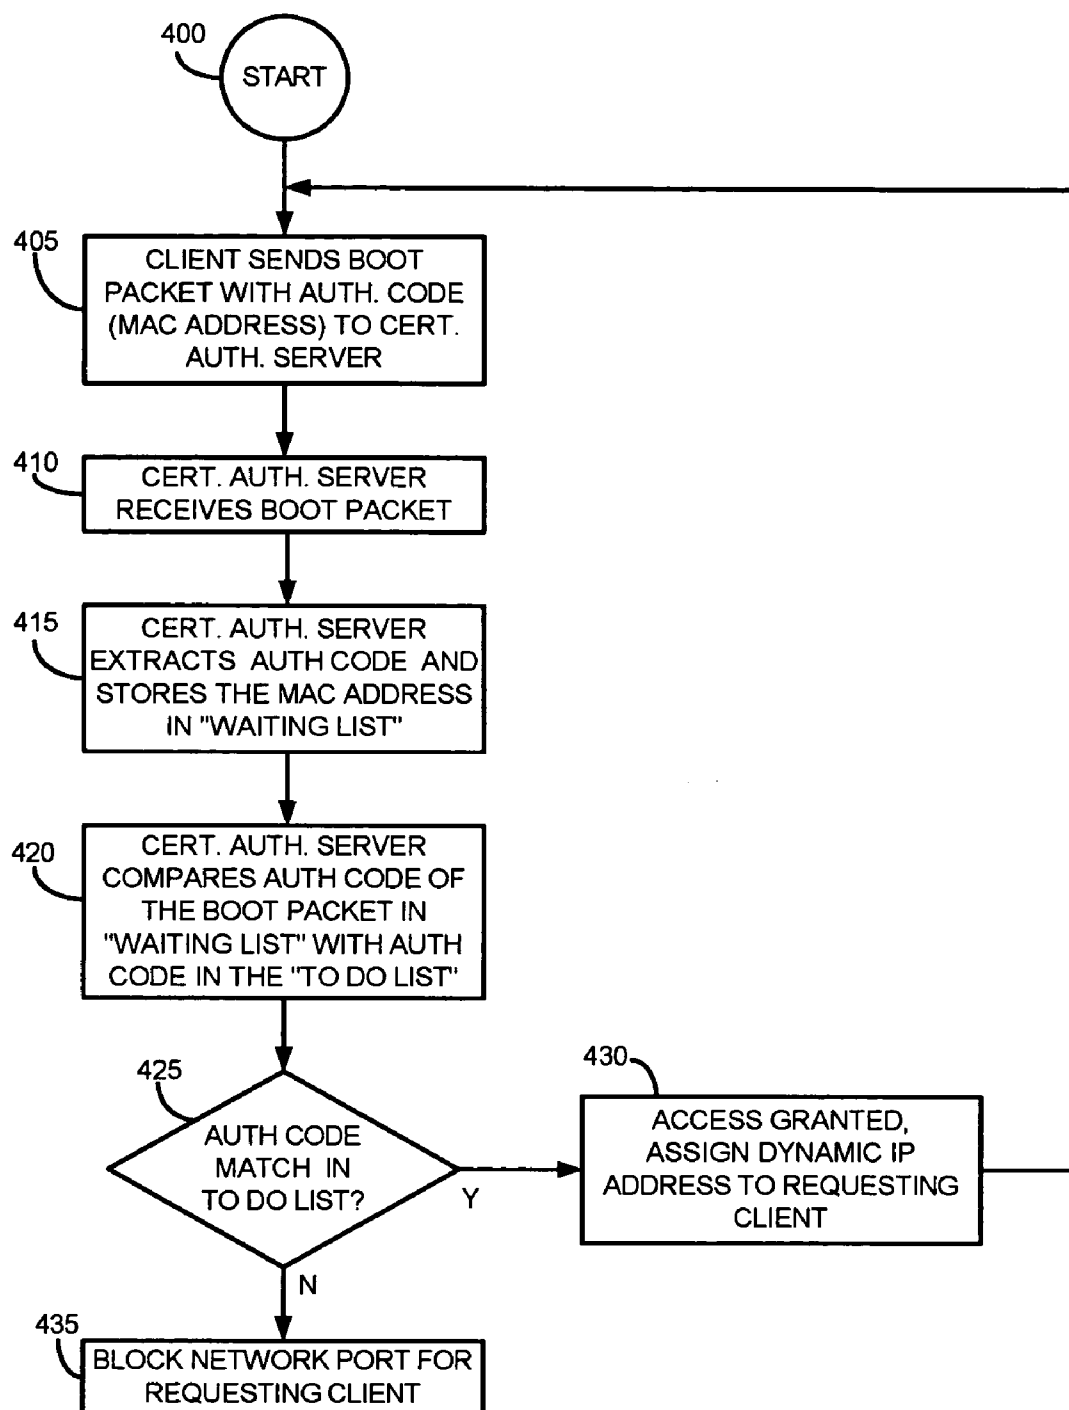 400
START
405
CLIENT SENDS BOOT
PACKET WITH AUTH. CODE
(MAC ADDRESS) TO CERT.
AUTH. SERVER
410
CERT. AUTH. SERVER
RECEIVES BOOT PACKET
415
CERT. AUTH. SERVER
EXTRACTS AUTH CODE AND
STORES THE MAC ADDRESS
IN "WAITING LIST"
420
CERT. AUTH. SERVER
COMPARES AUTH CODE OF
THE BOOT PACKET IN
"WAITING LIST" WITH AUTH
CODE IN THE "TO DO LIST"
425
AUTH CODE
MATCH IN
TO DO LIST?
Y
N
430
ACCESS GRANTED,
ASSIGN DYNAMIC IP
ADDRESS TO REQUESTING
CLIENT
435
BLOCK NETWORK PORT FOR
REQUESTING CLIENT